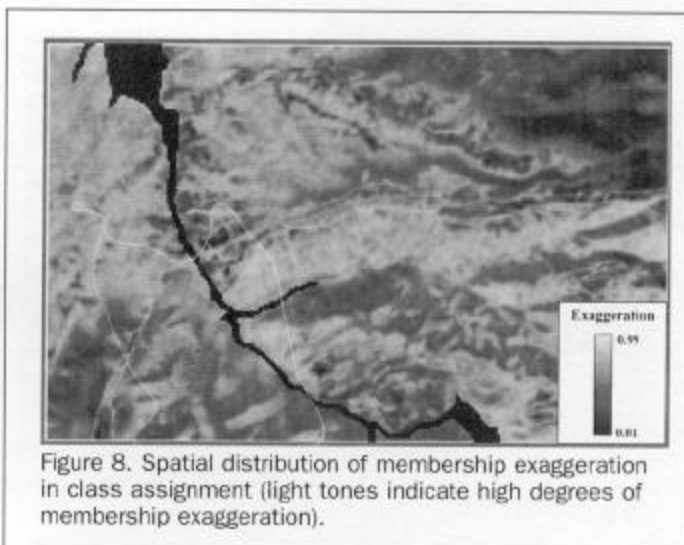 Exaggeration
0.99
0.01
Figure 8. Spatial distribution of membership exaggeration
in class assignment (light tones indicate high degrees of
membership exaggeration).